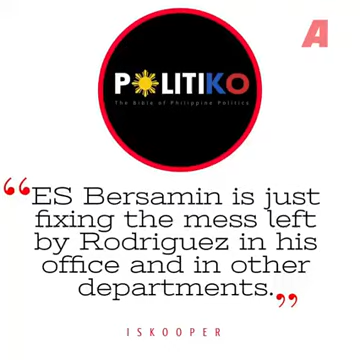 A
POLITIKO
The Bible of Philippine Politics
“ES Bersamin is just
fixing the mess left
by Rodriguez in his
office and in other
departments.”
ISKOOPER